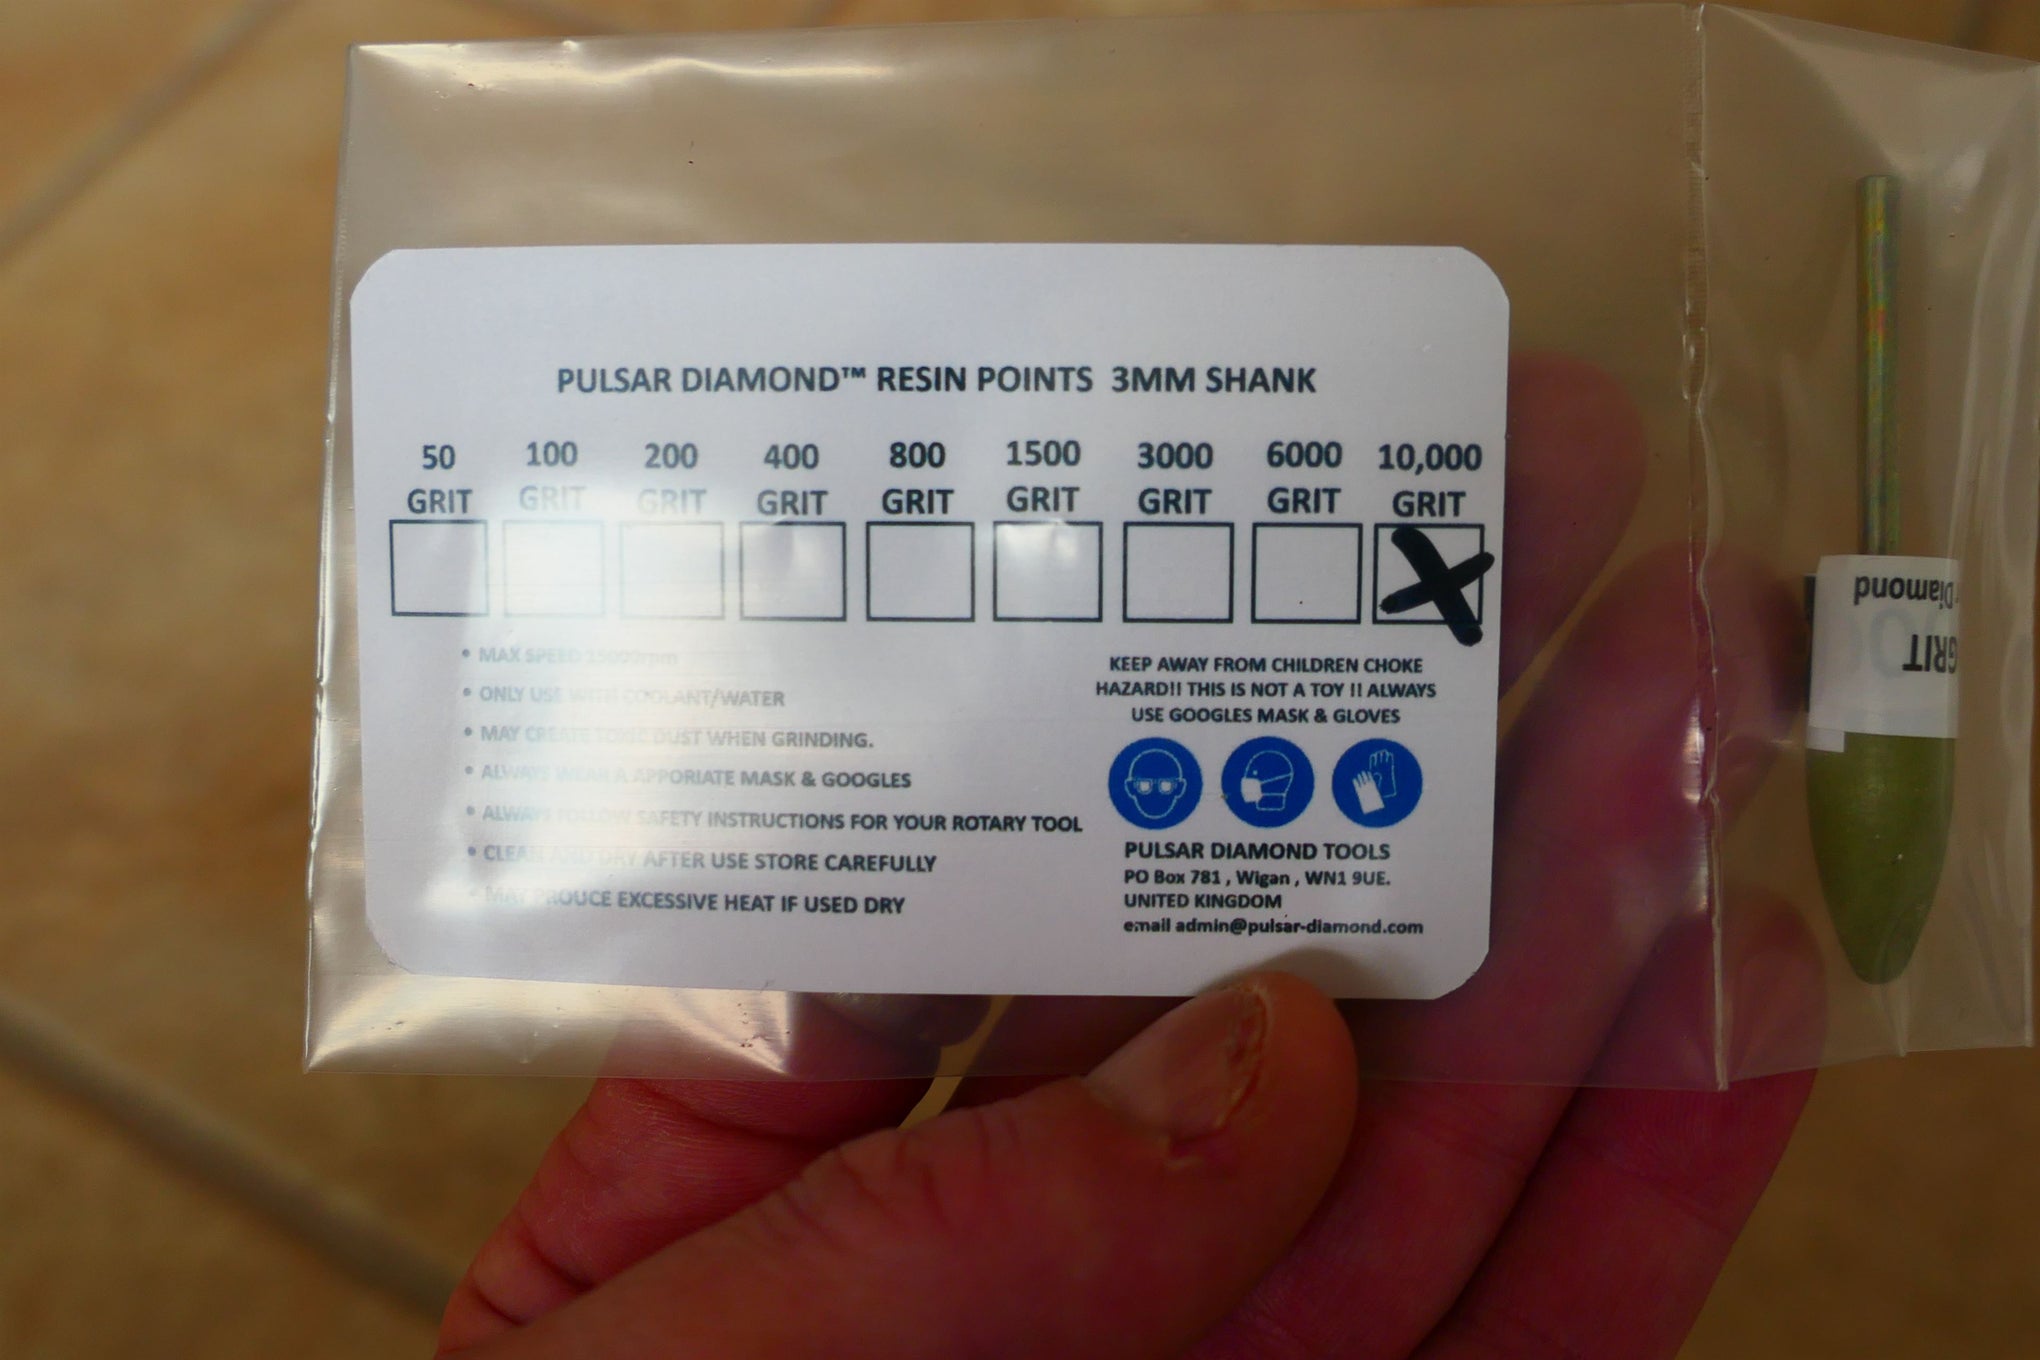 PULSAR DIAMOND™ RESIN POINTS 3MM SHANK
50 100 200 400 800 1500 3000 6000 10,000
GRIT GRIT GRIT GRIT GRIT GRIT GRIT GRIT GRIT
• MAX SPEED 15000rpm
• ONLY USE WITH COOLANT/WATER
• MAY CREATE TOXIC DUST WHEN GRINDING.
• ALWAYS WEAR A APPORIATE MASK & GOOGLES
• ALWAYS FOLLOW SAFETY INSTRUCTIONS FOR YOUR ROTARY TOOL
• CLEAN AND DRY AFTER USE STORE CAREFULLY
• MAY PROUCE EXCESSIVE HEAT IF USED DRY
KEEP AWAY FROM CHILDREN CHOKE
HAZARD!! THIS IS NOT A TOY !! ALWAYS
USE GOOGLES MASK & GLOVES
PULSAR DIAMOND TOOLS
PO Box 781 , Wigan , WN1 9UE.
UNITED KINGDOM
email admin@pulsar-diamond.com
Diamond
GRIT